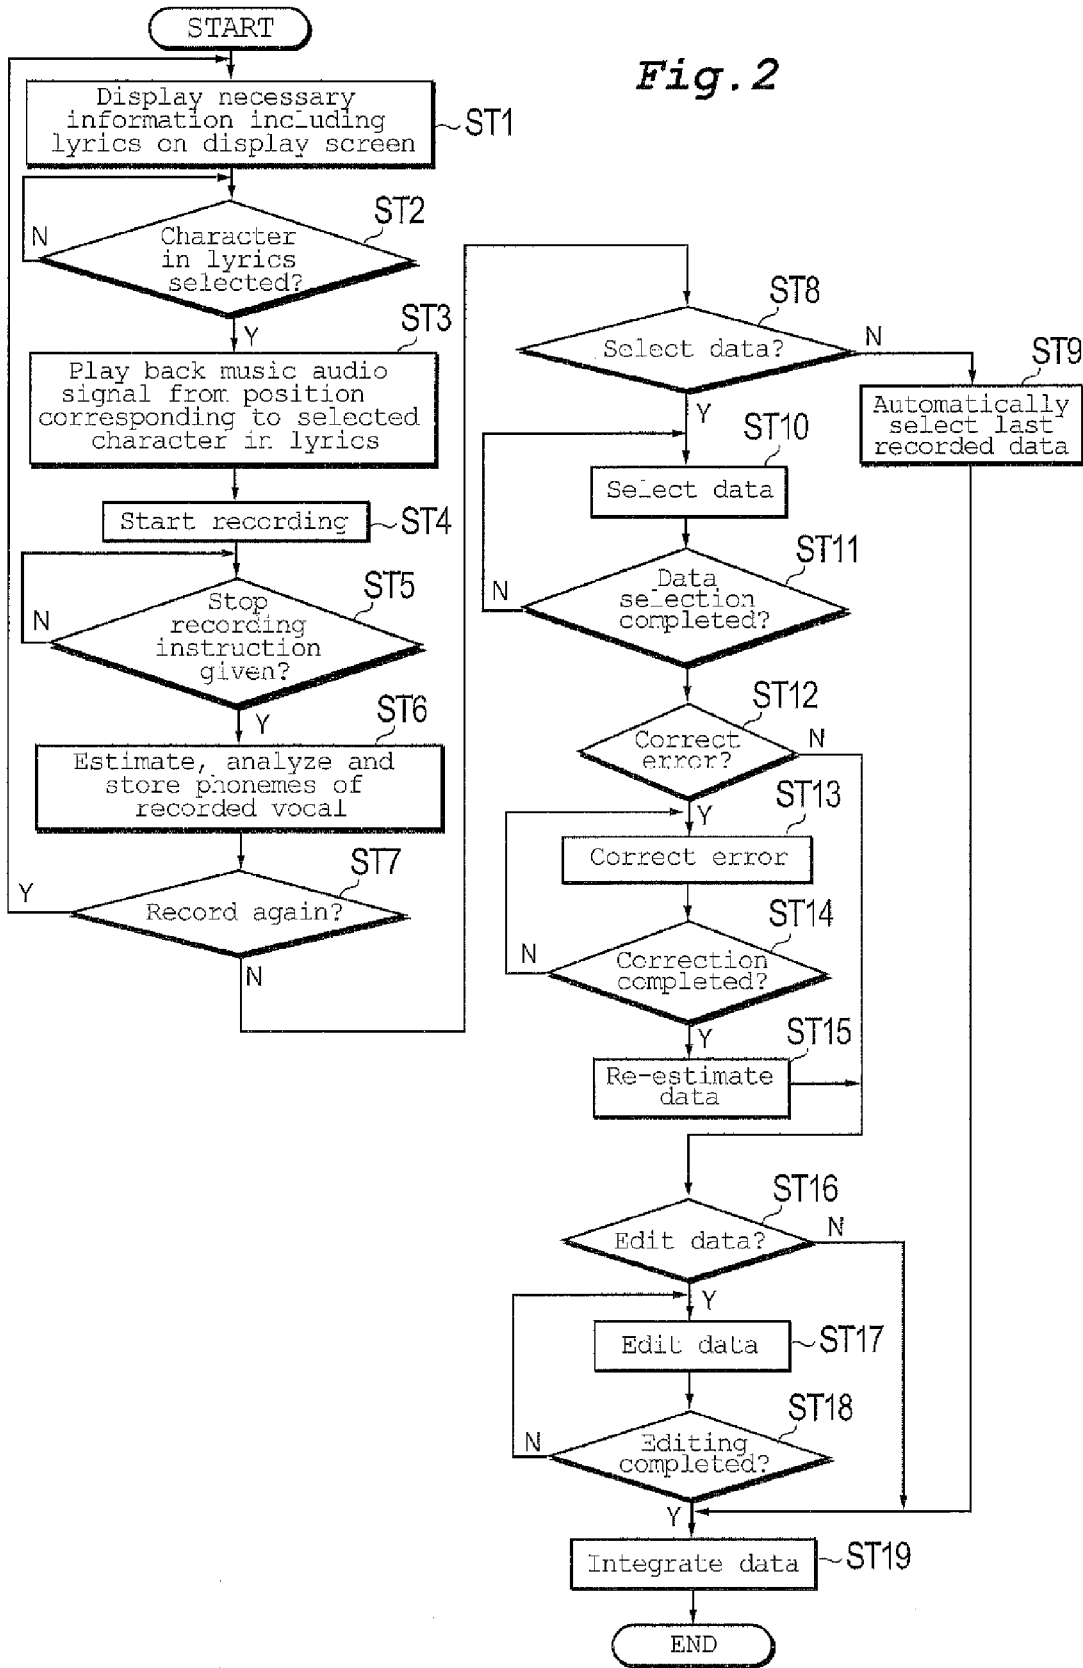 START
Fig.2
Display necessary
information including
lyrics on display screen
ST1
ST2
N
Character
in lyrics
selected?
Y
ST3
Play back music audio
signal from position
corresponding to selected
character in lyrics
Start recording
ST4
ST5
N
Stop
recording
instruction
given?
Y
ST6
Estimate, analyze and
store phonemes of
recorded vocal
ST7
Y
Record again?
N
ST8
Select data?
N
Y
ST9
Automatically
select last
recorded data
ST10
Select data
ST11
N
Data
selection
completed?
ST12
Correct
error?
N
Y
ST13
Correct error
ST14
N
Correction
completed?
Y
ST15
Re-estimate
data
ST16
Edit data?
N
Y
Edit data
ST17
ST18
N
Editing
completed?
Y
Integrate data
ST19
END